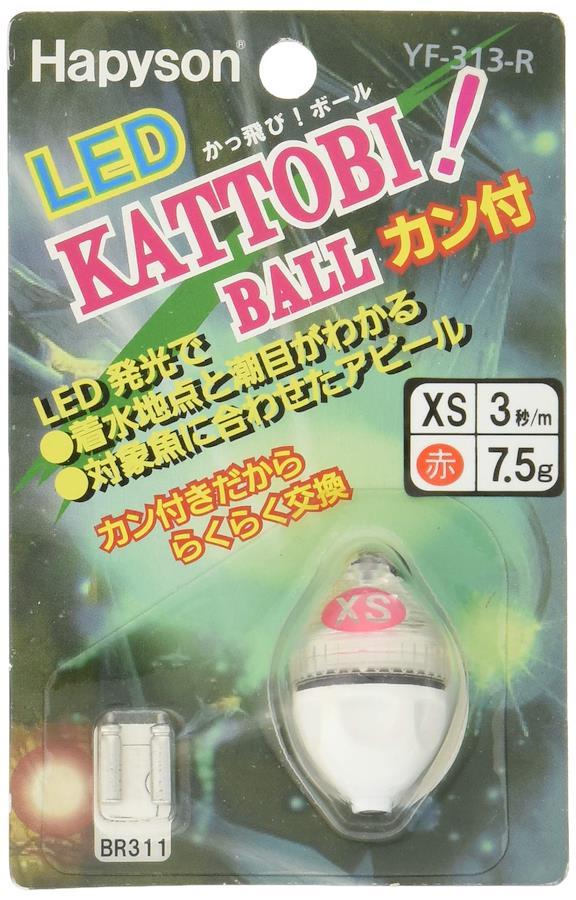 Hapyson®
YF-313-R
LED
かっ飛び!ボール
KATTOBI!
BALL
カン付
LED 発光で
●着水地点と潮目がわかる
●対象魚に合わせたアピール
XS 3秒/m
赤 7.5g
カン付きだから
らくらく交換
XS
BR311